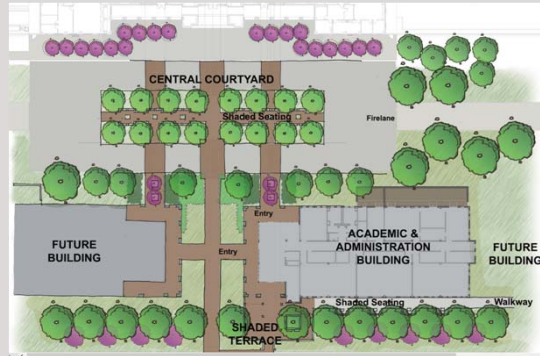 CENTRAL COURTYARD
Shaded Seating
Firelane
Entry
FUTURE
BUILDING
Entry
ACADEMIC &
ADMINISTRATION
BUILDING
FUTURE
BUILDING
Shaded Seating
Walkway
SHADED
TERRACE